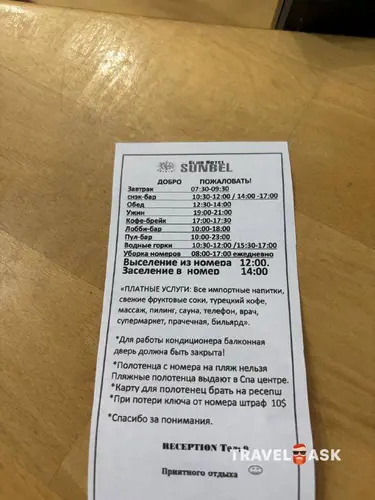 CLUB HOTEL
SUNBEL
ДОБРО ПОЖАЛОВАТЬ!
Завтрак 07:30-09:30
снэк-бар 10:30-12:00 / 14:00 -17:00
Обед 12:30-14:00
Ужин 19:00-21:00
Кофе-брейк 17:00-17:30
Лобби-бар 10:00-18:00
Пул-бар 10:00-23:00
Водные горки 10:30-12:00 /15:30-17:00
Уборка номеров 08:00-17:00 ежедневно
Выселение из номера 12:00.
Заселение в номер 14:00
«ПЛАТНЫЕ УСЛУГИ: Все импортные напитки,
свежие фруктовые соки, турецкий кофе,
массаж, пилинг, сауна, телефон, врач,
супермаркет, прачечная, бильярд».
*Для работы кондиционера балконная
дверь должна быть закрыта!
*Полотенца с номера на пляж нельзя
Пляжные полотенца выдают в Спа центре.
*Карту для полотенец брать на ресепш
*При потери ключа от номера штраф 10$
*Спасибо за понимания.
RECEPTION Тел: 9
Приятного отдыха
TRAVEL ASK